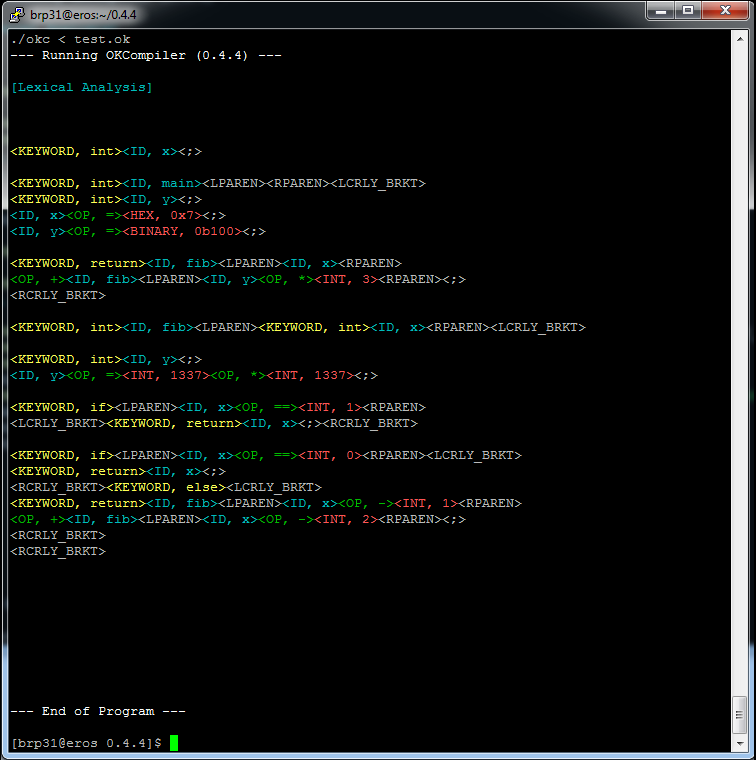 brp31@eros:~/0.4.4
./okc < test.ok
--- Running OKCompiler (0.4.4) ---
[Lexical Analysis]
<KEYWORD, int><ID, x><;>
<KEYWORD, int><ID, main><LPAREN><RPAREN><LCRLY_BRKT>
<KEYWORD, int><ID, y><;>
<ID, x><OP, =><HEX, 0x7><;>
<ID, y><OP, =><BINARY, 0b100><;>
<KEYWORD, return><ID, fib><LPAREN><ID, x><RPAREN>
<OP, +><ID, fib><LPAREN><ID, y><OP, *><INT, 3><RPAREN><;>
<RCRLY_BRKT>
<KEYWORD, int><ID, fib><LPAREN><KEYWORD, int><ID, x><RPAREN><LCRLY_BRKT>
<KEYWORD, int><ID, y><;>
<ID, y><OP, =><INT, 1337><OP, *><INT, 1337><;>
<KEYWORD, if><LPAREN><ID, x><OP, ==><INT, 1><RPAREN>
<LCRLY_BRKT><KEYWORD, return><ID, x><;><RCRLY_BRKT>
<KEYWORD, if><LPAREN><ID, x><OP, ==><INT, 0><RPAREN><LCRLY_BRKT>
<KEYWORD, return><ID, x><;>
<RCRLY_BRKT><KEYWORD, else><LCRLY_BRKT>
<KEYWORD, return><ID, fib><LPAREN><ID, x><OP, -><INT, 1><RPAREN>
<OP, +><ID, fib><LPAREN><ID, x><OP, -><INT, 2><RPAREN><;>
<RCRLY_BRKT>
<RCRLY_BRKT>
--- End of Program ---
[brp31@eros 0.4.4]$